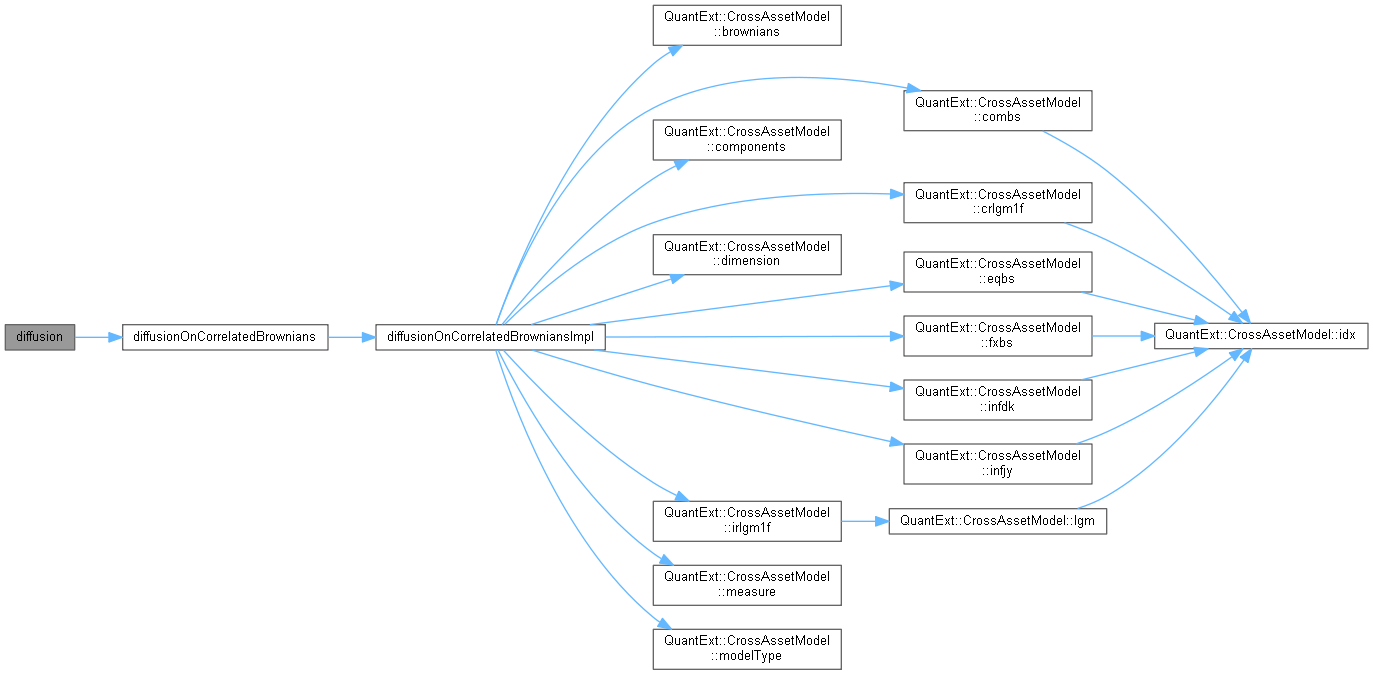 QuantExt::CrossAssetModel
::brownians
QuantExt::CrossAssetModel
::combs
QuantExt::CrossAssetModel
::components
QuantExt::CrossAssetModel
::crlgm1f
QuantExt::CrossAssetModel
::dimension
QuantExt::CrossAssetModel
::eqbs
diffusion
diffusionOnCorrelatedBrownians
diffusionOnCorrelatedBrowniansImpl
QuantExt::CrossAssetModel
::fxbs
QuantExt::CrossAssetModel::idx
QuantExt::CrossAssetModel
::infdk
QuantExt::CrossAssetModel
::infjy
QuantExt::CrossAssetModel
::irlgm1f
QuantExt::CrossAssetModel::lgm
QuantExt::CrossAssetModel
::measure
QuantExt::CrossAssetModel
::modelType